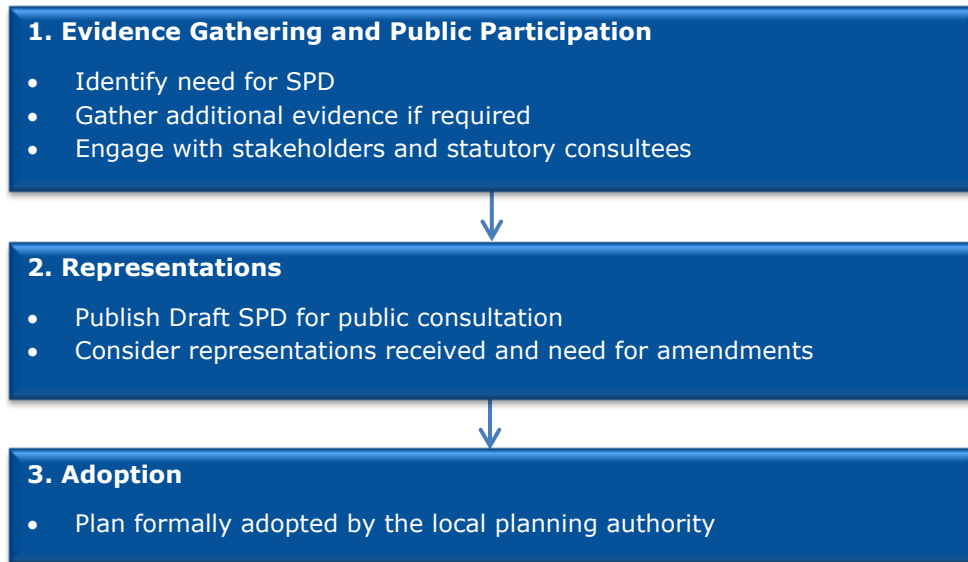 1. Evidence Gathering and Public Participation
• Identify need for SPD
• Gather additional evidence if required
• Engage with stakeholders and statutory consultees
2. Representations
• Publish Draft SPD for public consultation
• Consider representations received and need for amendments
3. Adoption
• Plan formally adopted by the local planning authority